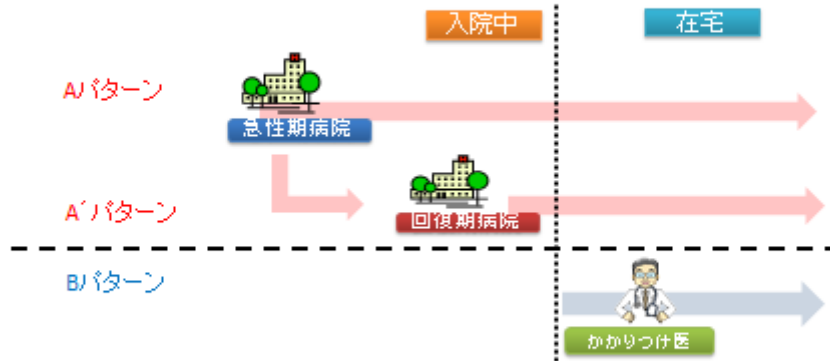 入院中
在宅
Aパターン
急性期病院
A´パターン
回復期病院
Bパターン
かかりつけ医